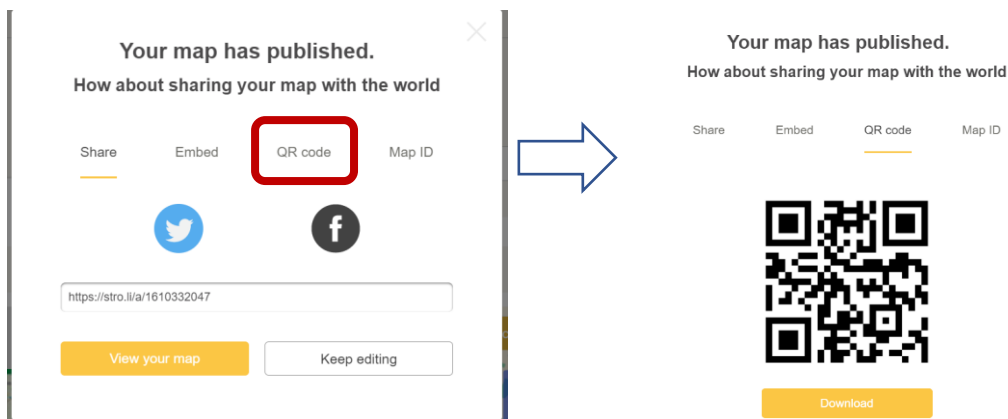 Your map has published.
How about sharing your map with the world
Share Embed QR code Map ID
https://stro.li/a/1610332047
View your map Keep editing
Your map has published.
How about sharing your map with the world
Share Embed QR code Map ID
Download